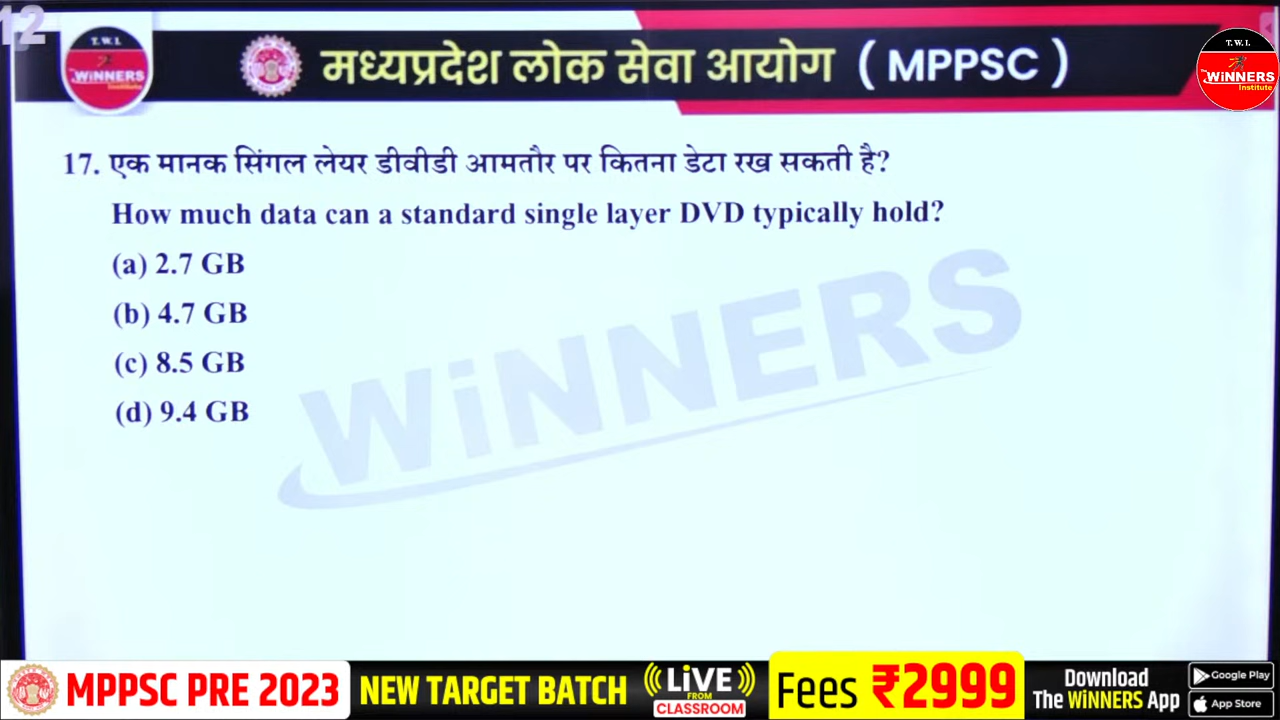 12
T.W.I.
The WiNNERS
Institute
मध्यप्रदेश लोक सेवा आयोग ( MPPSC )
T.W.I.
The WiNNERS
Institute
17. एक मानक सिंगल लेयर डीवीडी आमतौर पर कितना डेटा रख सकती है?
How much data can a standard single layer DVD typically hold?
(a) 2.7 GB
(b) 4.7 GB
(c) 8.5 GB
(d) 9.4 GB
WiNNERS
MPPSC PRE 2023
NEW TARGET BATCH
LiVE
FROM
CLASSROOM
Fees ₹2999
Download
The WiNNERS App
Google Play
App Store